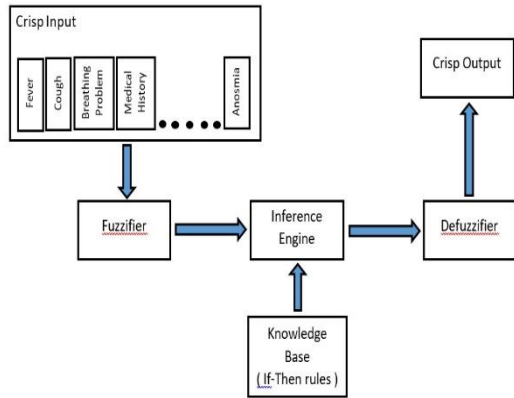 Crisp Input
Fever
Cough
Breathing
Problem
Medical
History
Anosmia
Crisp Output
Fuzzifier
Inference
Engine
Defuzzifier
Knowledge
Base
( If-Then rules )